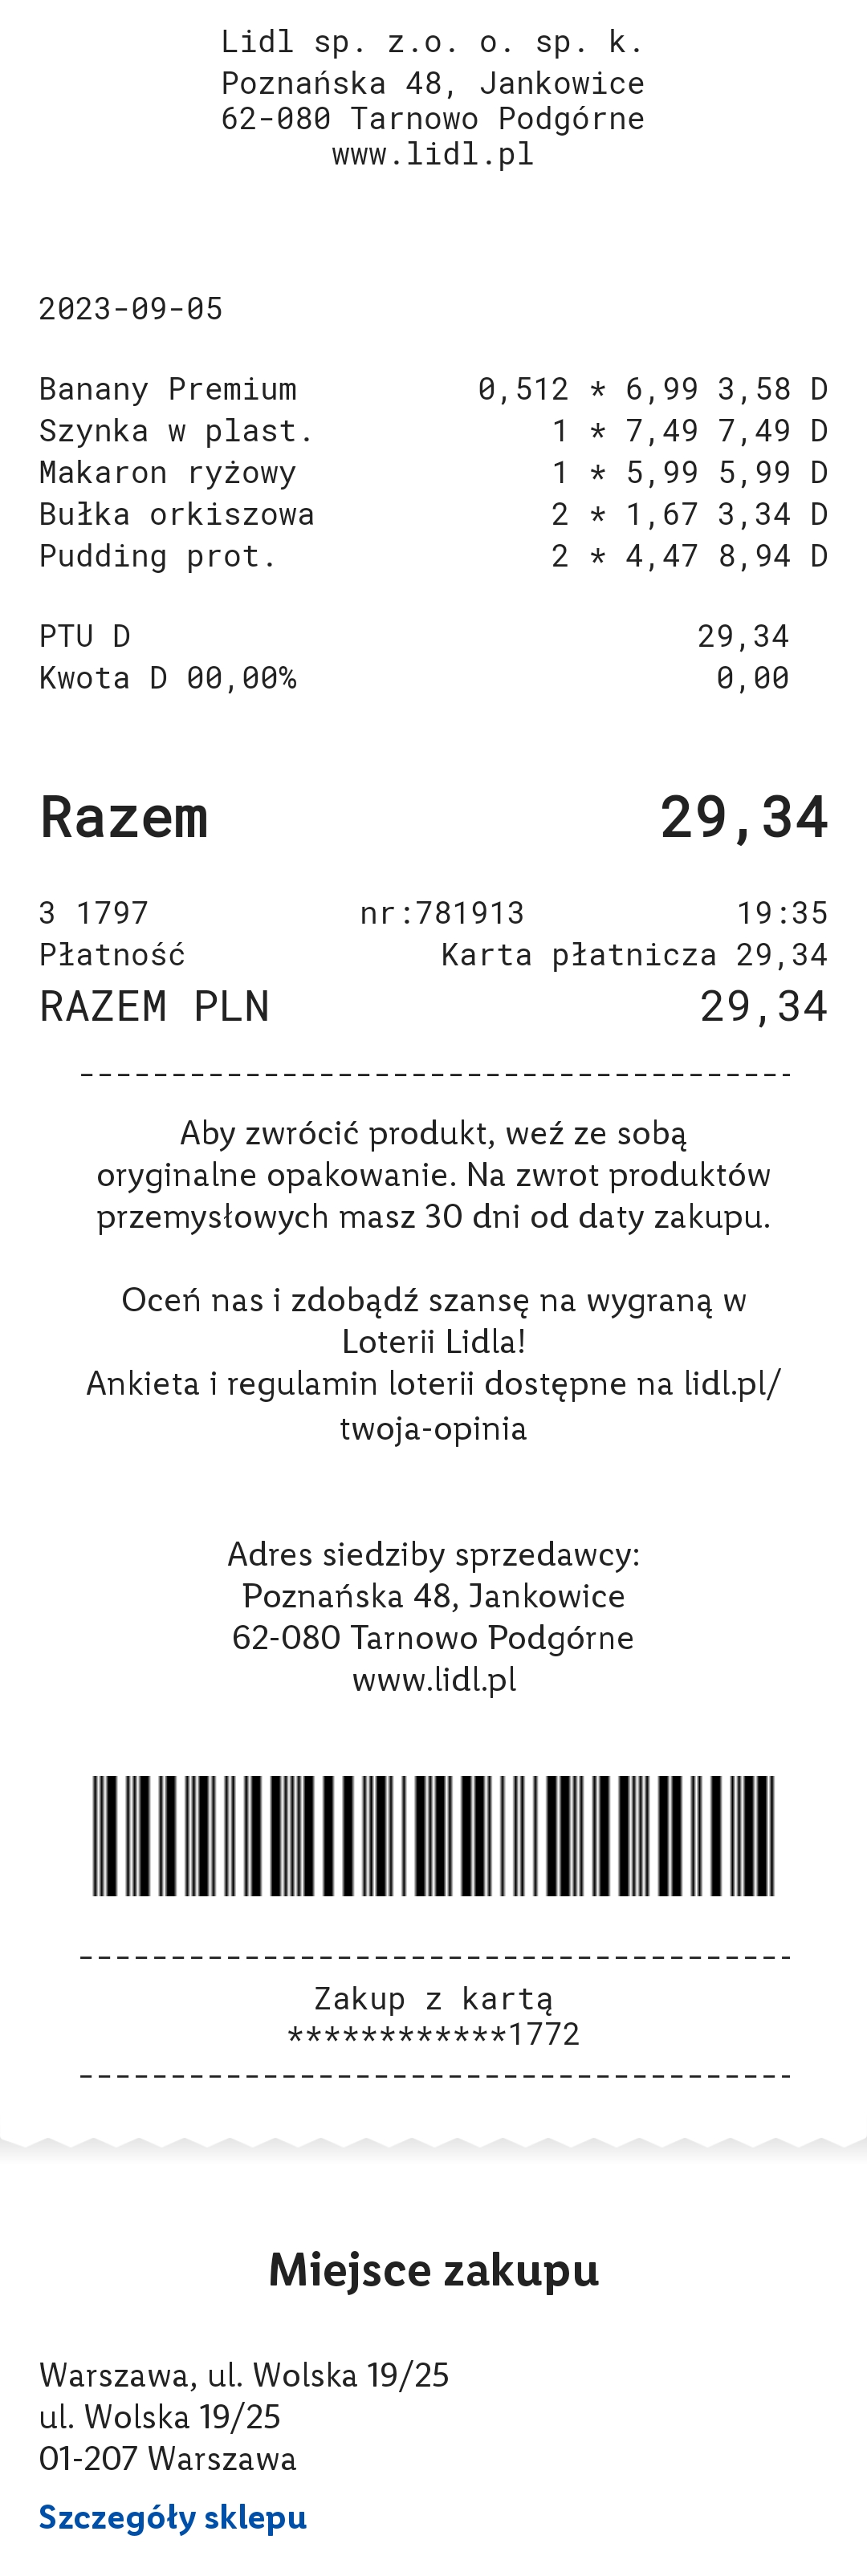 Lidl sp. z.o. o. sp. k.
Poznańska 48, Jankowice
62-080 Tarnowo Podgórne
www.lidl.pl
2023-09-05
Banany Premium 0,512 * 6,99 3,58 D
Szynka w plast. 1 * 7,49 7,49 D
Makaron ryżowy 1 * 5,99 5,99 D
Bułka orkiszowa 2 * 1,67 3,34 D
Pudding prot. 2 * 4,47 8,94 D
PTU D 29,34
Kwota D 00,00% 0,00
Razem 29,34
3 1797 nr:781913 19:35
Płatność Karta płatnicza 29,34
RAZEM PLN 29,34
---------------------------------------
Aby zwrócić produkt, weź ze sobą
oryginalne opakowanie. Na zwrot produktów
przemysłowych masz 30 dni od daty zakupu.
Oceń nas i zdobądź szansę na wygraną w
Loterii Lidla!
Ankieta i regulamin loterii dostępne na lidl.pl/
twoja-opinia
Adres siedziby sprzedawcy:
Poznańska 48, Jankowice
62-080 Tarnowo Podgórne
www.lidl.pl
---------------------------------------
Zakup z kartą
************1772
---------------------------------------
Miejsce zakupu
Warszawa, ul. Wolska 19/25
ul. Wolska 19/25
01-207 Warszawa
Szczegóły sklepu